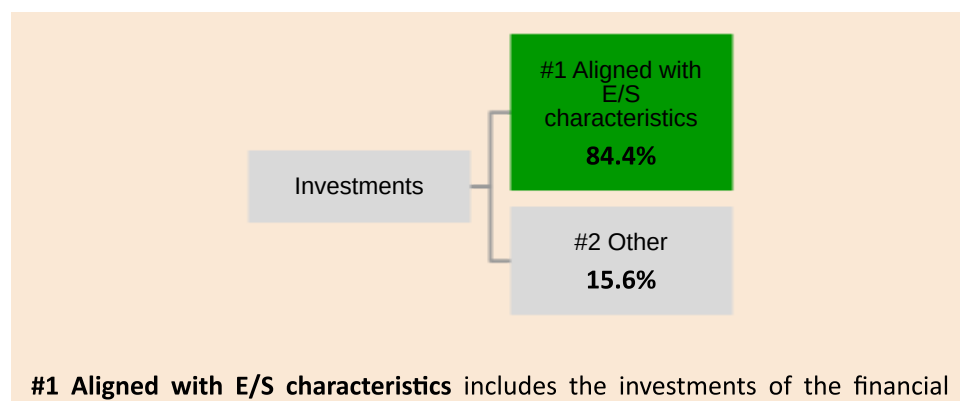 #1 Aligned with
E/S
characteristics
84.4%
Investments
#2 Other
15.6%
#1 Aligned with E/S characteristics includes the investments of the financial